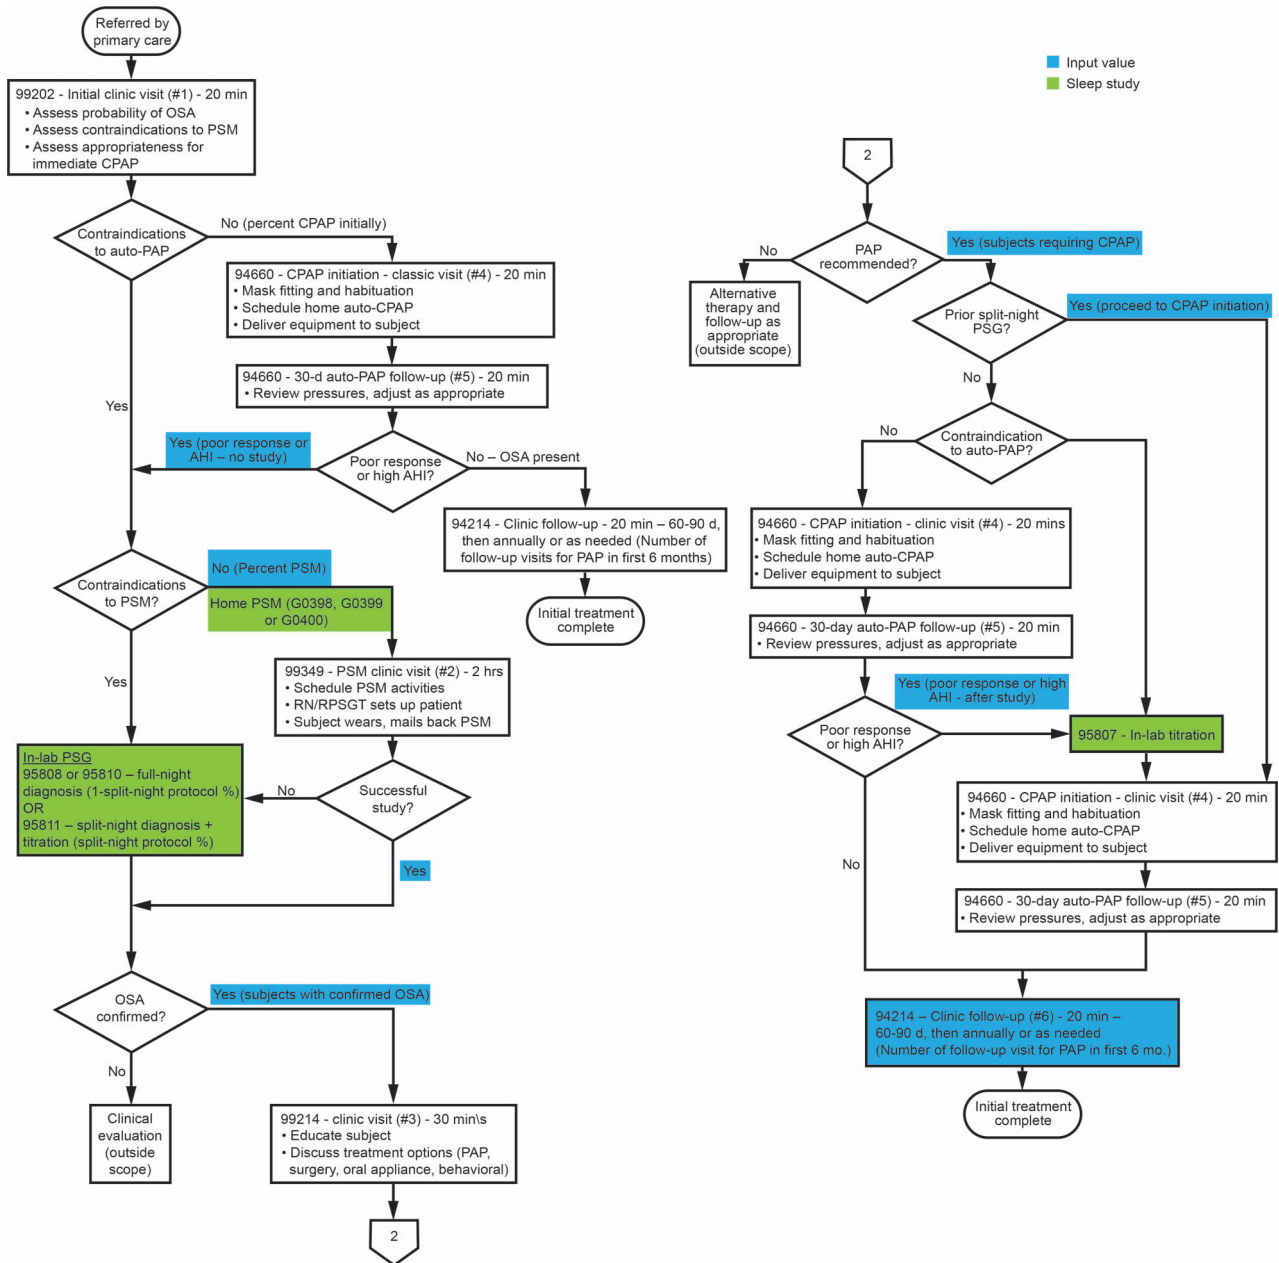 Referred by
primary care
99202 - Initial clinic visit (#1) - 20 min
• Assess probability of OSA
• Assess contraindications to PSM
• Assess appropriateness for
immediate CPAP
Contraindications
to auto-PAP
No (percent CPAP initially)
94660 - CPAP initiation - classic visit (#4) - 20 min
• Mask fitting and habituation
• Schedule home auto-CPAP
• Deliver equipment to subject
94660 - 30-d auto-PAP follow-up (#5) - 20 min
• Review pressures, adjust as appropriate
Yes
Yes (poor response or
AHI – no study)
Poor response
or high AHI?
No – OSA present
94214 - Clinic follow-up - 20 min – 60-90 d,
then annually or as needed (Number of
follow-up visits for PAP in first 6 months)
Initial treatment
complete
Contraindications
to PSM?
No (Percent PSM)
Home PSM (G0398, G0399
or G0400)
99349 - PSM clinic visit (#2) - 2 hrs
• Schedule PSM activities
• RN/RPSGT sets up patient
• Subject wears, mails back PSM
Yes
In-lab PSG
95808 or 95810 – full-night
diagnosis (1-split-night protocol %)
OR
95811 – split-night diagnosis +
titration (split-night protocol %)
No
Successful
study?
Yes
OSA
confirmed?
Yes (subjects with confirmed OSA)
No
Clinical
evaluation
(outside
scope)
99214 - clinic visit (#3) - 30 min\s
• Educate subject
• Discuss treatment options (PAP,
surgery, oral appliance, behavioral)
2
Input value
Sleep study
2
PAP
recommended?
No
Yes (subjects requiring CPAP)
Alternative
therapy and
follow-up as
appropriate
(outside scope)
Prior split-night
PSG?
Yes (proceed to CPAP initiation)
No
Contraindication
to auto-PAP?
No
94660 - CPAP initiation - clinic visit (#4) - 20 mins
• Mask fitting and habituation
• Schedule home auto-CPAP
• Deliver equipment to subject
94660 - 30-day auto-PAP follow-up (#5) - 20 min
• Review pressures, adjust as appropriate
Yes (poor response or high
AHI - after study)
Poor response
or high AHI?
95807 - In-lab titration
No
94660 - CPAP initiation - clinic visit (#4) - 20 min
• Mask fitting and habituation
• Schedule home auto-CPAP
• Deliver equipment to subject
94660 - 30-day auto-PAP follow-up (#5) - 20 min
• Review pressures, adjust as appropriate
94214 – Clinic follow-up (#6) - 20 min –
60-90 d, then annually or as needed
(Number of follow-up visit for PAP in first 6 mo.)
Initial treatment
complete